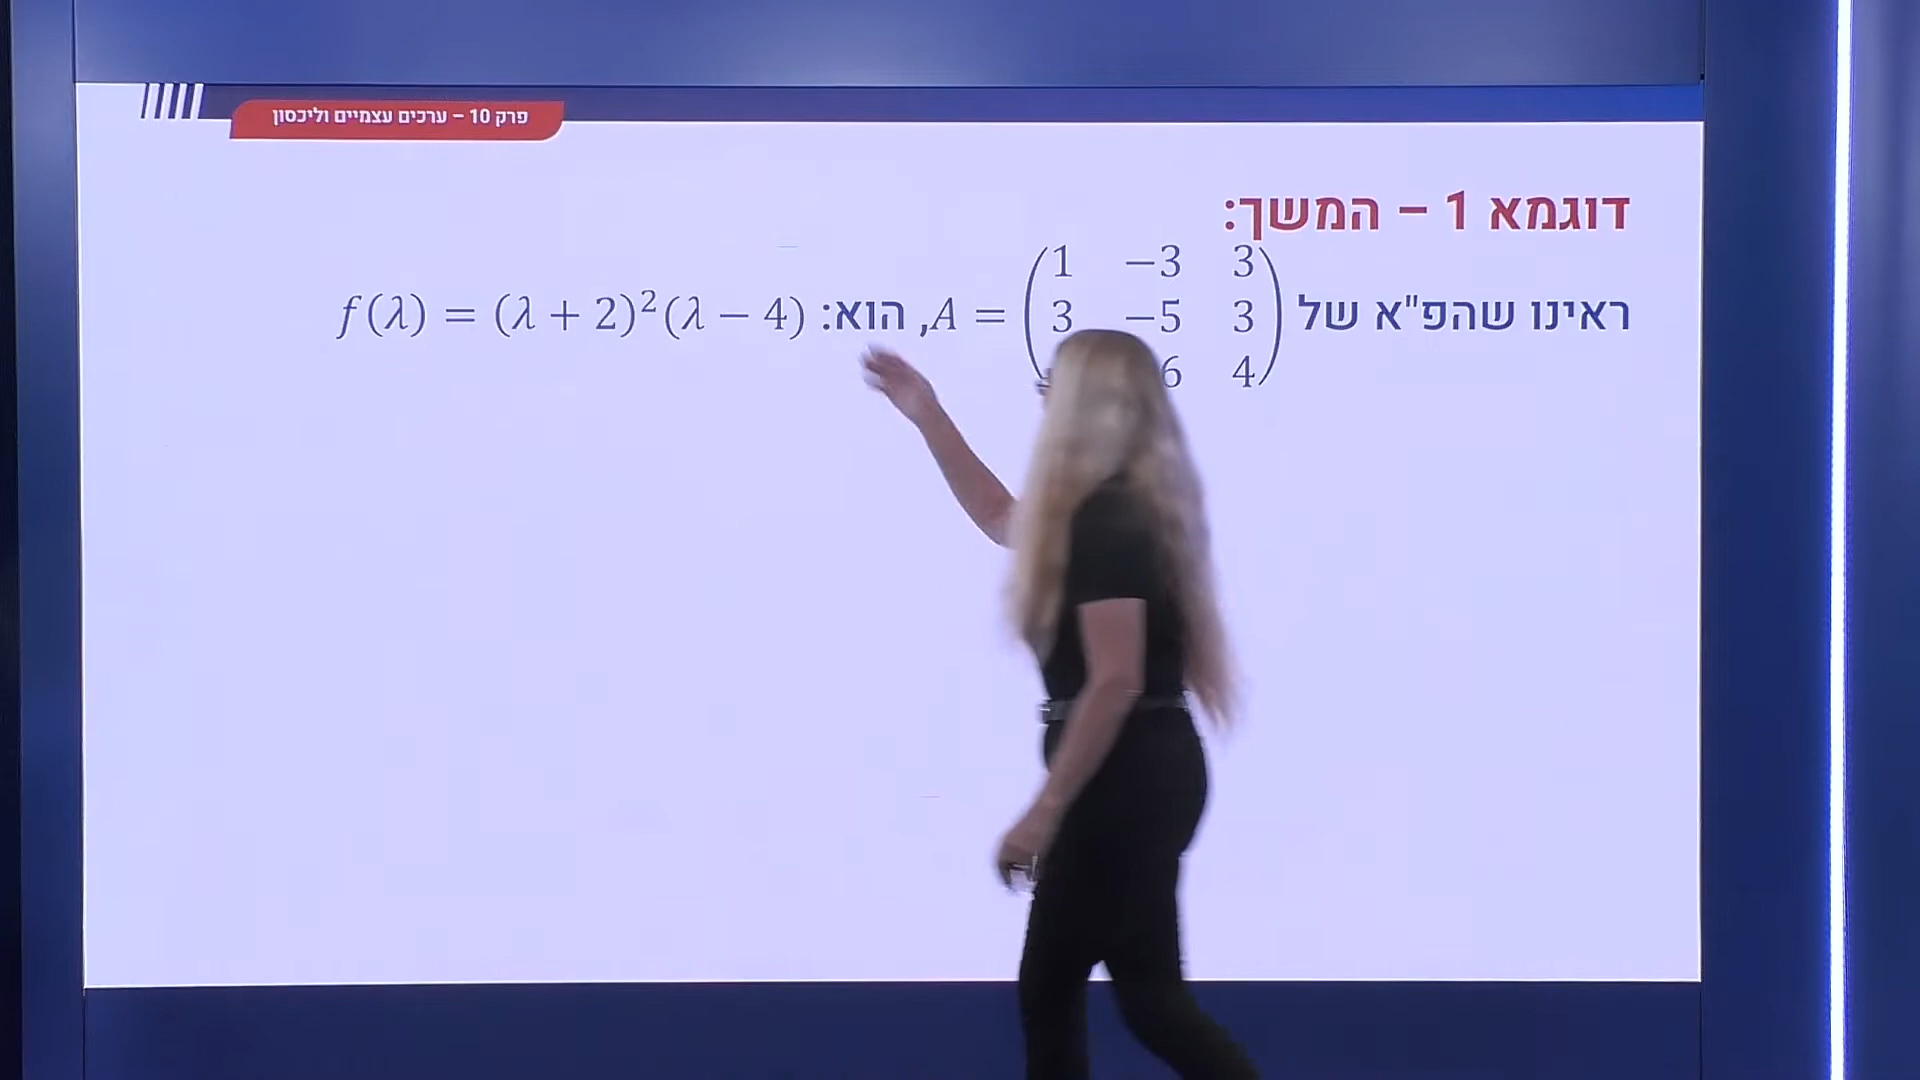 פרק 10 – ערכים עצמיים וליכסון
דוגמא 1 – המשך:
ראינו שהפ"א של A = (1 −3 3
3 −5 3
6 4), הוא: f(λ) = (λ + 2)²(λ − 4)